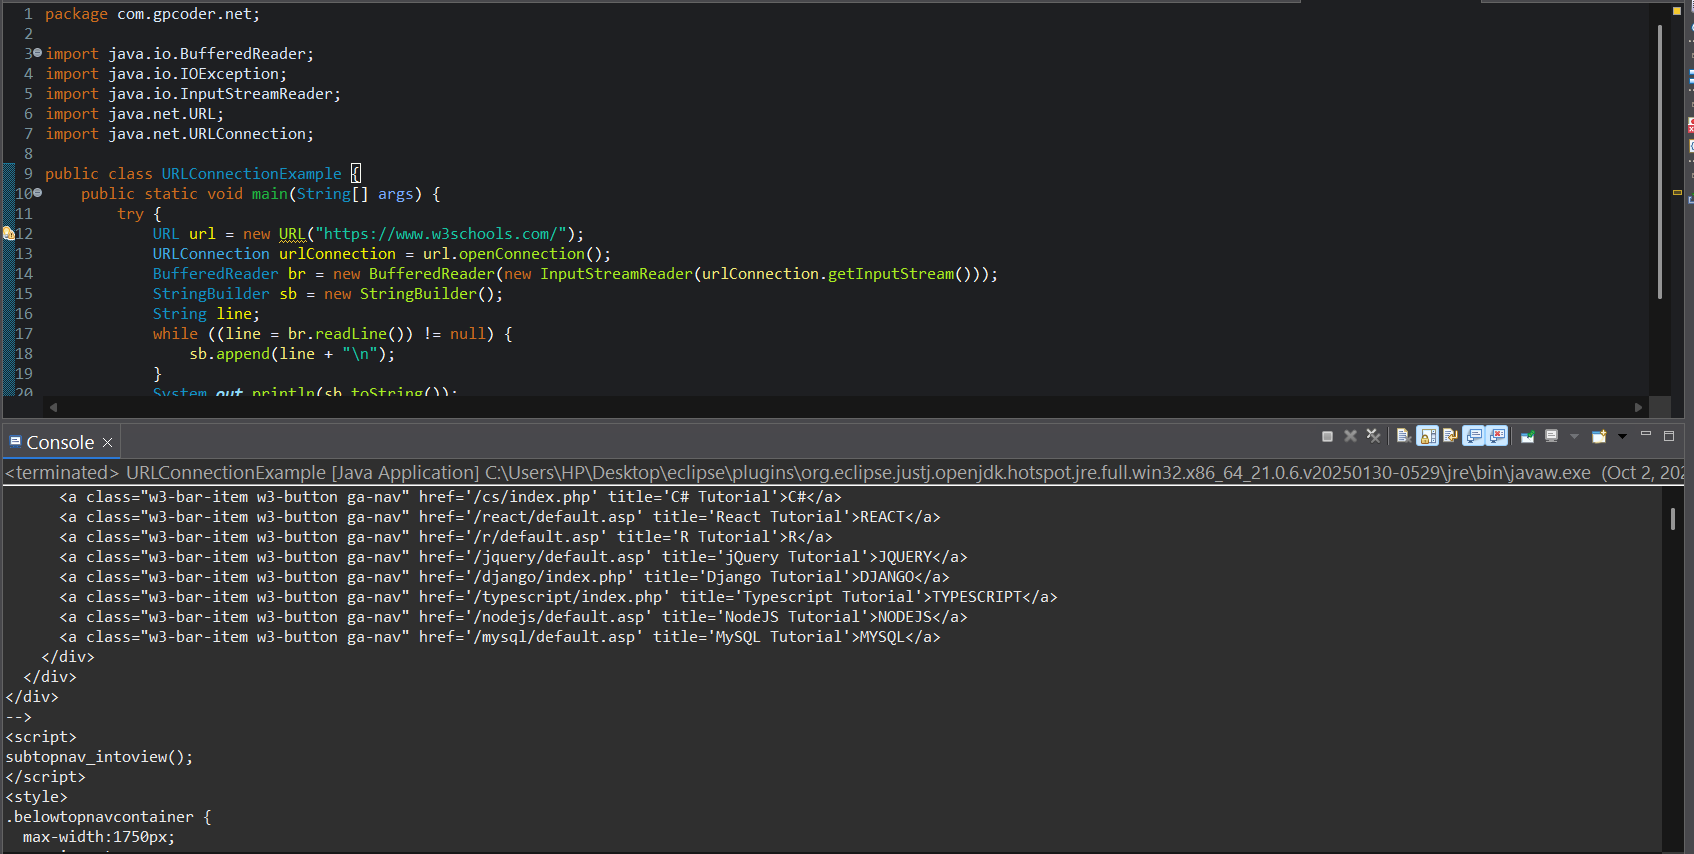 1 package com.gpcoder.net;
2
3 import java.io.BufferedReader;
4 import java.io.IOException;
5 import java.io.InputStreamReader;
6 import java.net.URL;
7 import java.net.URLConnection;
8
9 public class URLConnectionExample {
10     public static void main(String[] args) {
11         try {
12             URL url = new URL("https://www.w3schools.com/");
13             URLConnection urlConnection = url.openConnection();
14             BufferedReader br = new BufferedReader(new InputStreamReader(urlConnection.getInputStream()));
15             StringBuilder sb = new StringBuilder();
16             String line;
17             while ((line = br.readLine()) != null) {
18                 sb.append(line + "\n");
19             }
20             System.out.println(sb.toString());
Console
<terminated> URLConnectionExample [Java Application] C:\Users\HP\Desktop\eclipse\plugins\org.eclipse.justj.openjdk.hotspot.jre.full.win32.x86_64_21.0.6.v20250130-0529\jre\bin\javaw.exe (Oct 2, 202
      <a class="w3-bar-item w3-button ga-nav" href='/cs/index.php' title='C# Tutorial'>C#</a>
      <a class="w3-bar-item w3-button ga-nav" href='/react/default.asp' title='React Tutorial'>REACT</a>
      <a class="w3-bar-item w3-button ga-nav" href='/r/default.asp' title='R Tutorial'>R</a>
      <a class="w3-bar-item w3-button ga-nav" href='/jquery/default.asp' title='jQuery Tutorial'>JQUERY</a>
      <a class="w3-bar-item w3-button ga-nav" href='/django/index.php' title='Django Tutorial'>DJANGO</a>
      <a class="w3-bar-item w3-button ga-nav" href='/typescript/index.php' title='Typescript Tutorial'>TYPESCRIPT</a>
      <a class="w3-bar-item w3-button ga-nav" href='/nodejs/default.asp' title='NodeJS Tutorial'>NODEJS</a>
      <a class="w3-bar-item w3-button ga-nav" href='/mysql/default.asp' title='MySQL Tutorial'>MYSQL</a>
    </div>
  </div>
</div>
-->
<script>
subtopnav_intoview();
</script>
<style>
.belowtopnavcontainer {
  max-width:1750px;